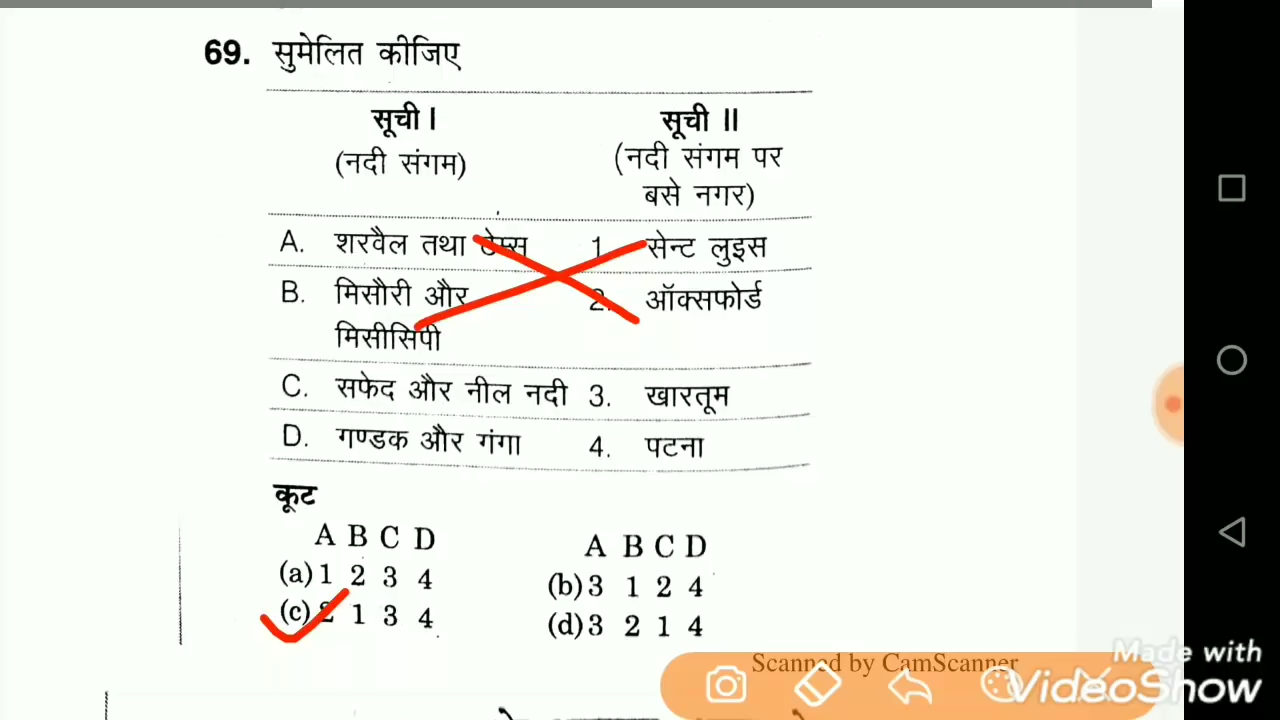 69. सुमेलित कीजिए
सूची I सूची II
(नदी संगम) (नदी संगम पर
बसे नगर)
A. शरवैल तथा टेम्स 1. सेन्ट लुइस
B. मिसौरी और 2. ऑक्सफोर्ड
मिसीसिपी
C. सफेद और नील नदी 3. खारतूम
D. गण्डक और गंगा 4. पटना
कूट
A B C D A B C D
(a) 1 2 3 4 (b) 3 1 2 4
(c) 2 1 3 4 (d) 3 2 1 4
Scanned by CamScanner
Made with
VideoShow